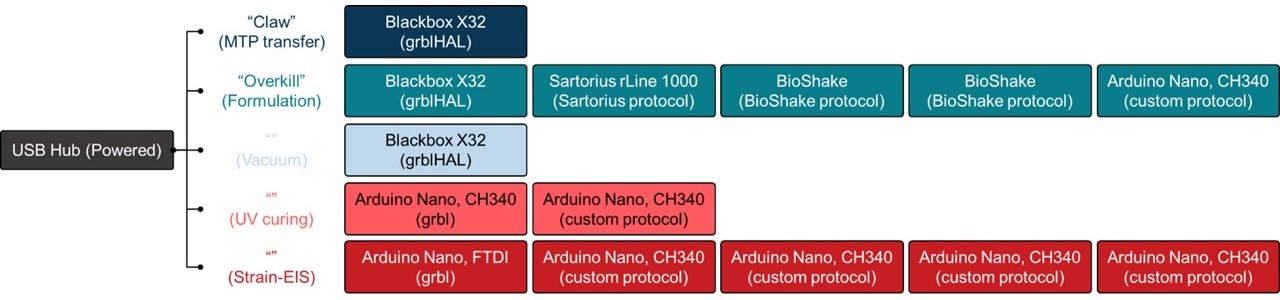 “Claw”
(MTP transfer)
Blackbox X32
(grblHAL)
“Overkill”
(Formulation)
Blackbox X32
(grblHAL)
Sartorius rLine 1000
(Sartorius protocol)
BioShake
(BioShake protocol)
BioShake
(BioShake protocol)
Arduino Nano, CH340
(custom protocol)
USB Hub (Powered)
“”
(Vacuum)
Blackbox X32
(grblHAL)
“”
(UV curing)
Arduino Nano, CH340
(grbl)
Arduino Nano, CH340
(custom protocol)
“”
(Strain-EIS)
Arduino Nano, FTDI
(grbl)
Arduino Nano, CH340
(custom protocol)
Arduino Nano, CH340
(custom protocol)
Arduino Nano, CH340
(custom protocol)
Arduino Nano, CH340
(custom protocol)